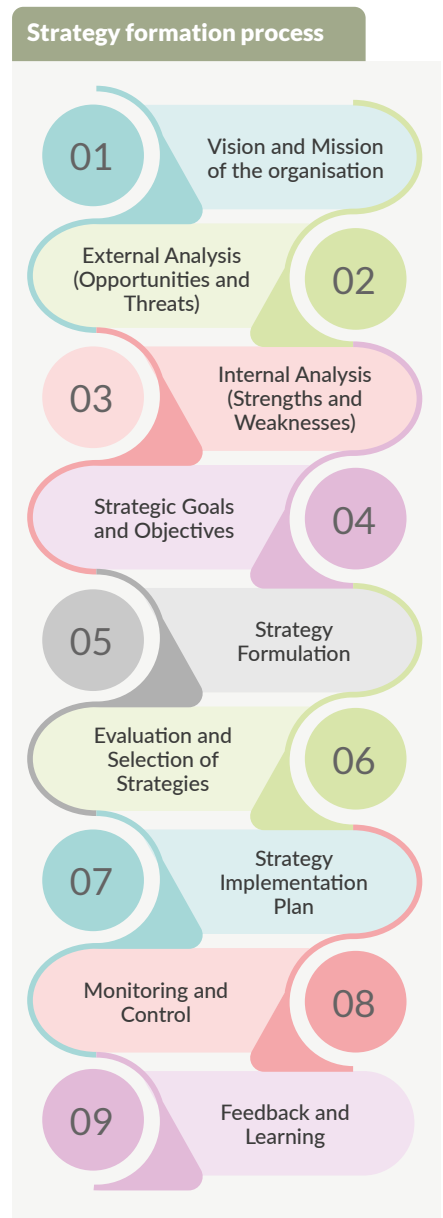 Strategy formation process
01
Vision and Mission
of the organisation
External Analysis
(Opportunities and
Threats)
02
03
Internal Analysis
(Strengths and
Weaknesses)
Strategic Goals
and Objectives
04
05
Strategy
Formulation
Evaluation and
Selection of
Strategies
06
07
Strategy
Implementation
Plan
Monitoring and
Control
08
09
Feedback and
Learning